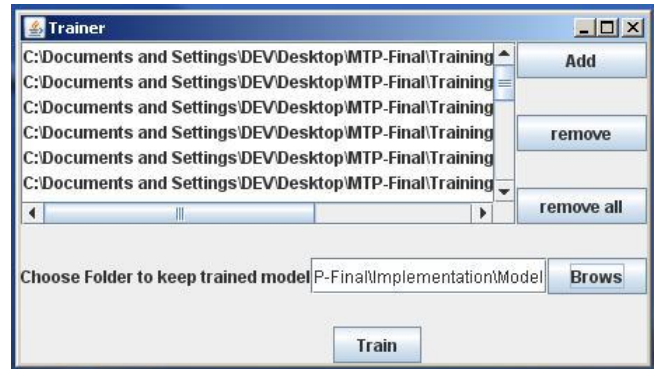 Trainer
C:\Documents and Settings\DEV\Desktop\MTP-Final\Training
C:\Documents and Settings\DEV\Desktop\MTP-Final\Training
C:\Documents and Settings\DEV\Desktop\MTP-Final\Training
C:\Documents and Settings\DEV\Desktop\MTP-Final\Training
C:\Documents and Settings\DEV\Desktop\MTP-Final\Training
C:\Documents and Settings\DEV\Desktop\MTP-Final\Training
Add
remove
remove all
Choose Folder to keep trained model P-Final\Implementation\Model Brows
Train